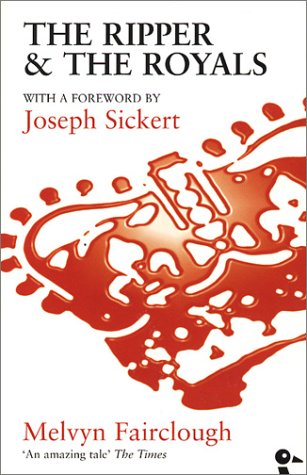 THE RIPPER
& THE ROYALS
WITH A FOREWORD BY
Joseph Sickert
Melvyn Fairclough
'An amazing tale' The Times